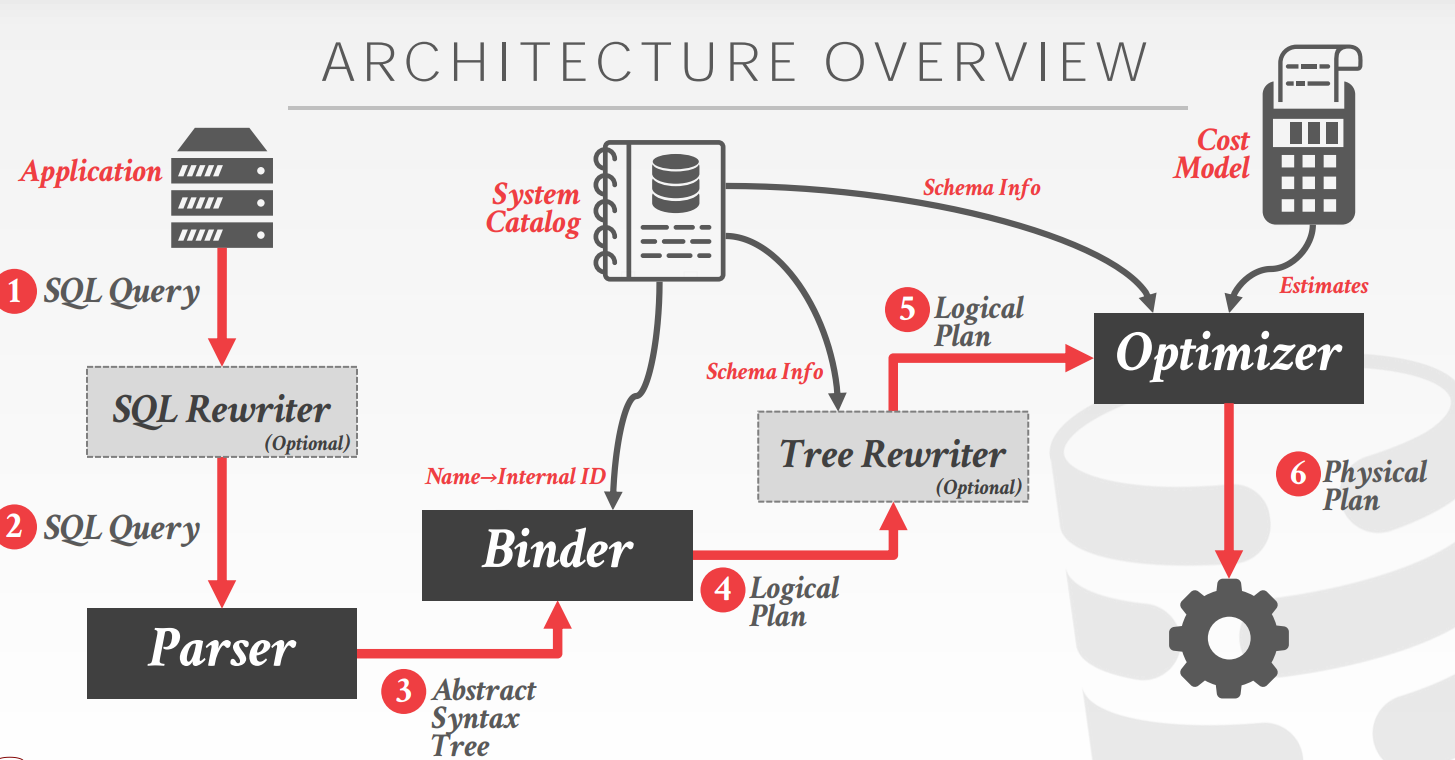 ARCHITECTURE OVERVIEW
Application
1 SQL Query
SQL Rewriter
(Optional)
2 SQL Query
Parser
3 Abstract
Syntax
Tree
System
Catalog
Name→Internal ID
Binder
4 Logical
Plan
Schema Info
Tree Rewriter
(Optional)
5 Logical
Plan
Schema Info
Cost
Model
Estimates
Optimizer
6 Physical
Plan